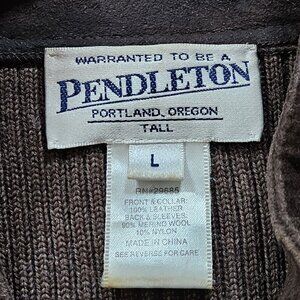 WARRANTED TO BE A
PENDLETON
PORTLAND, OREGON
TALL
L
RN#29685
FRONT & COLLAR:
100% LEATHER
BACK & SLEEVES:
90% MERINO WOOL
10% NYLON
MADE IN CHINA
SEE REVERSE FOR CARE